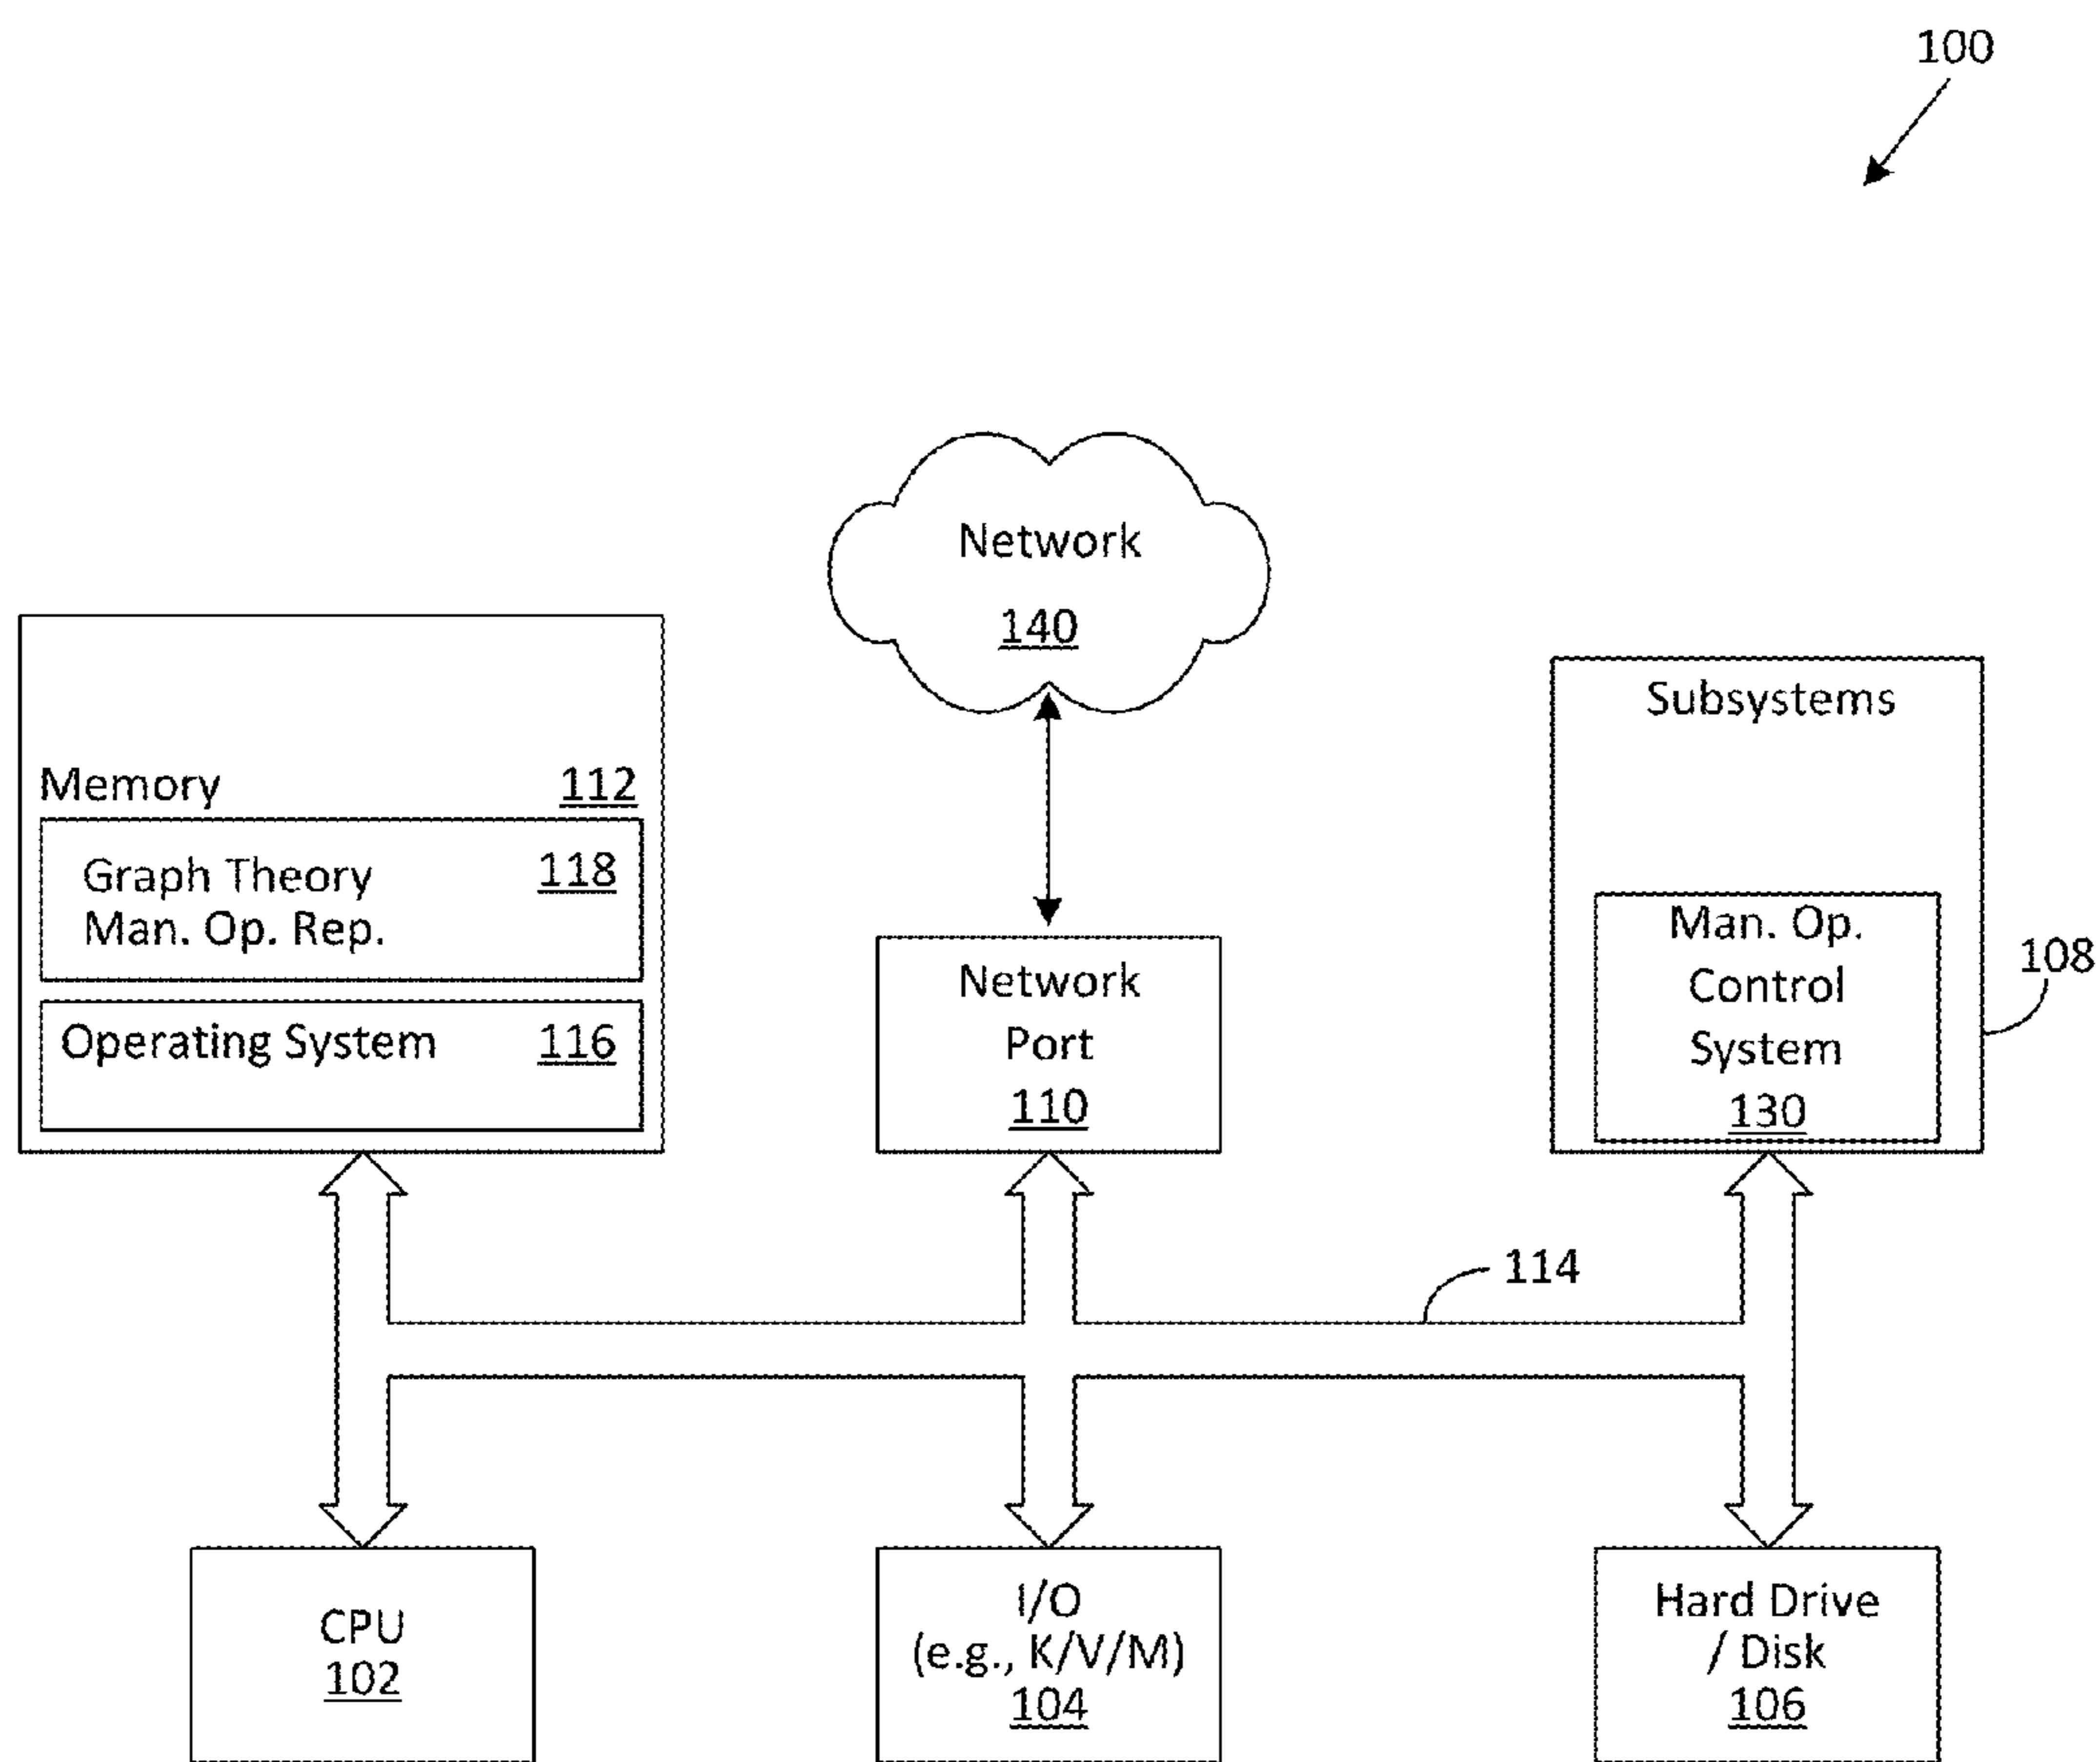 100
Network
140
Memory 112
Graph Theory 118
Man. Op. Rep.
Operating System 116
Network
Port
110
Subsystems
Man. Op.
Control
System
130
108
114
CPU
102
I/O
(e.g., K/V/M)
104
Hard Drive
/ Disk
106